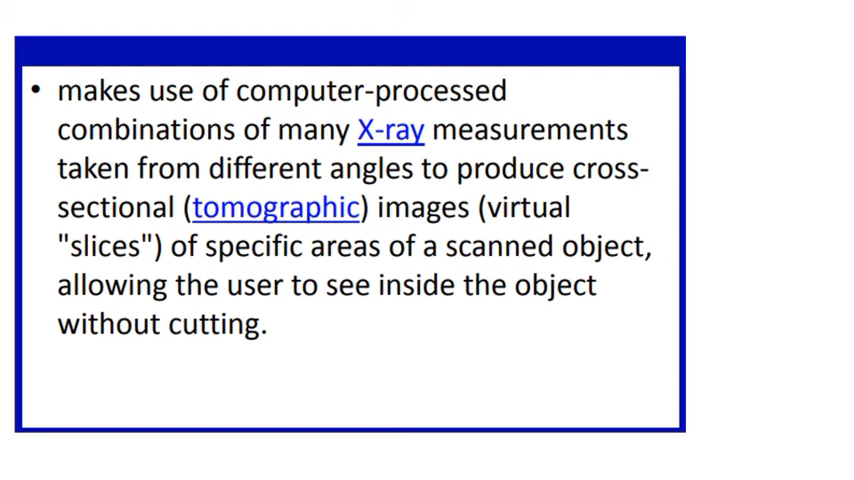 • makes use of computer-processed
combinations of many X-ray measurements
taken from different angles to produce cross-
sectional (tomographic) images (virtual
"slices") of specific areas of a scanned object,
allowing the user to see inside the object
without cutting.